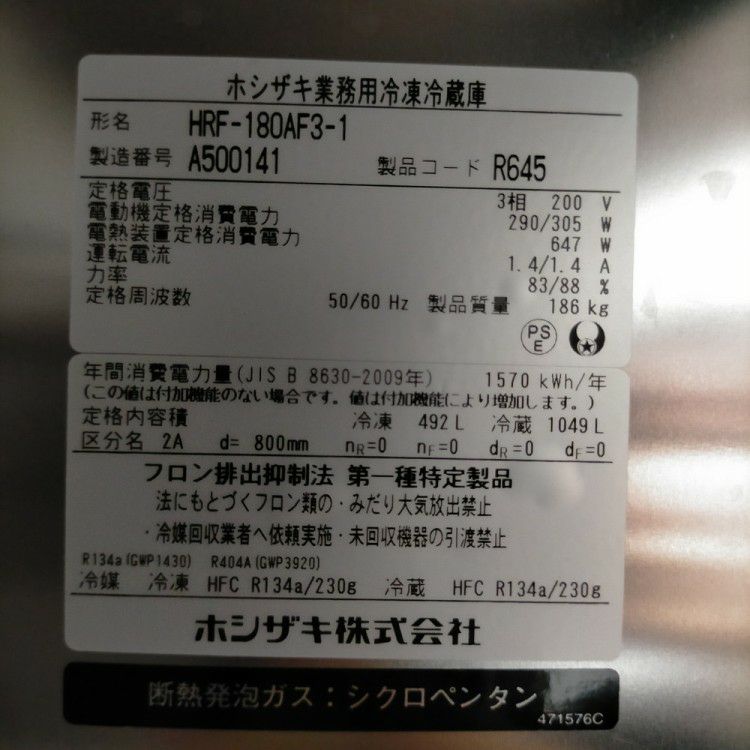 ホシザキ業務用冷凍冷蔵庫
形名 HRF-180AF3-1
製造番号 A500141 製品コード R645
定格電圧 3相 200 V
電動機定格消費電力 290/305 W
電熱装置定格消費電力 647 W
運転電流 1.4/1.4 A
力率 83/88 %
定格周波数 50/60 Hz 製品質量 186 kg
PS
E
年間消費電力量(JIS B 8630-2009年) 1570 kWh/年
(この値は付加機能のない場合です。値は付加機能により増加します。)
定格内容積 冷凍 492 L 冷蔵 1049 L
区分名 2A d= 800mm nR=0 nF=0 dR=0 dF=0
フロン排出抑制法 第一種特定製品
法にもとづくフロン類の・みだり大気放出禁止
・冷媒回収業者へ依頼実施・未回収機器の引渡禁止
R134a(GWP1430) R404A(GWP3920)
冷媒 冷凍 HFC R134a/230g 冷蔵 HFC R134a/230g
ホシザキ株式会社
断熱発泡ガス：シクロペンタン
471576C